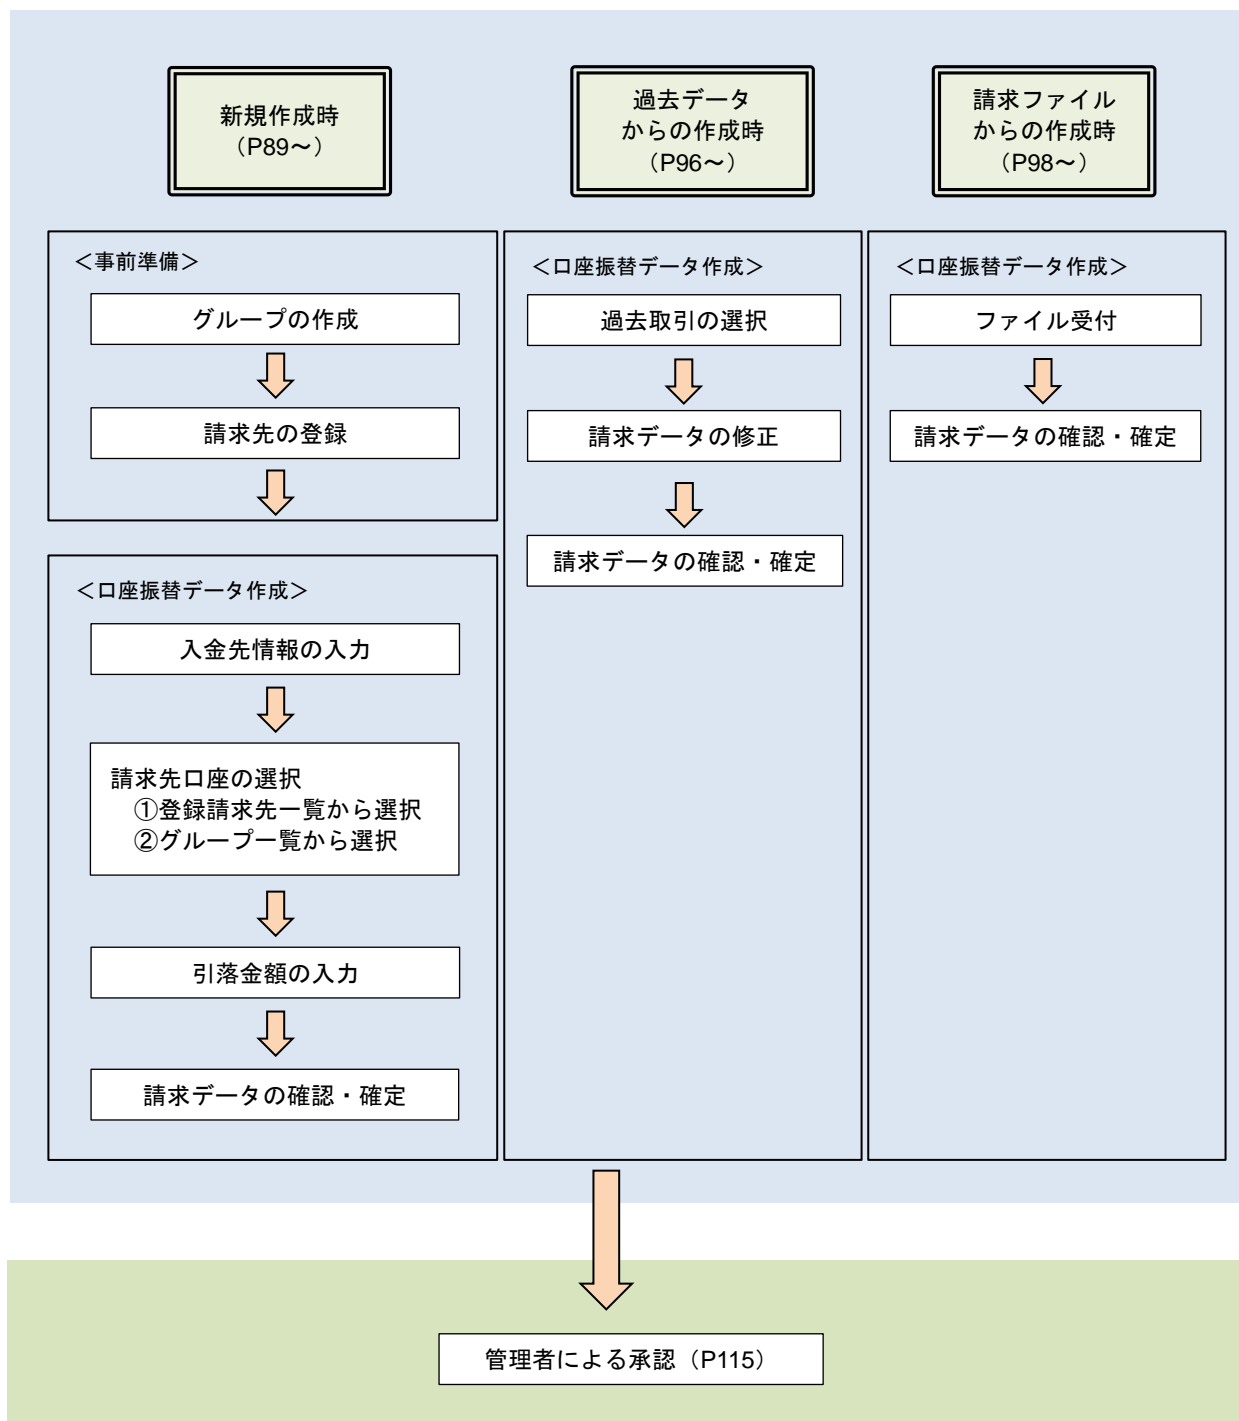 新規作成時
（P89～）
過去データ
からの作成時
（P96～）
請求ファイル
からの作成時
（P98～）
＜事前準備＞
グループの作成
請求先の登録
＜口座振替データ作成＞
入金先情報の入力
請求先口座の選択
①登録請求先一覧から選択
②グループ一覧から選択
引落金額の入力
請求データの確認・確定
＜口座振替データ作成＞
過去取引の選択
請求データの修正
請求データの確認・確定
＜口座振替データ作成＞
ファイル受付
請求データの確認・確定
管理者による承認（P115）